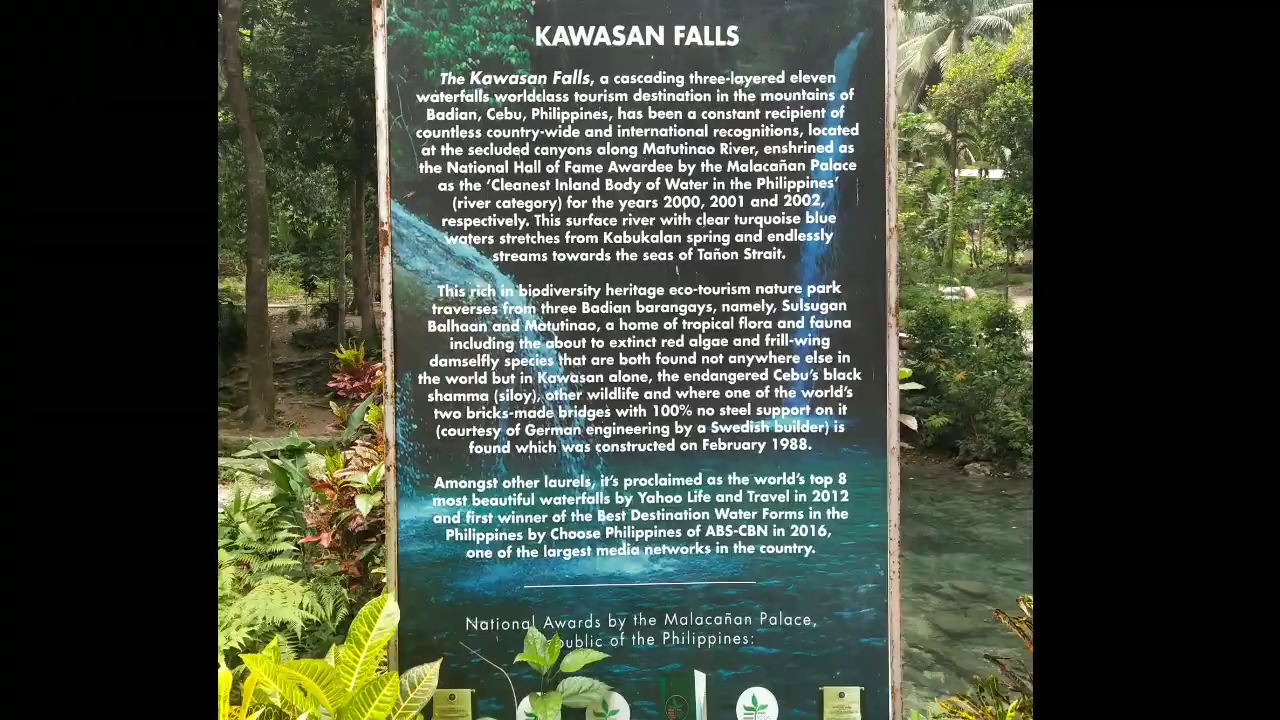 KAWASAN FALLS
The Kawasan Falls, a cascading three-layered eleven
waterfalls worldclass tourism destination in the mountains of
Badian, Cebu, Philippines, has been a constant recipient of
countless country-wide and international recognitions, located
at the secluded canyons along Matutinao River, enshrined as
the National Hall of Fame Awardee by the Malacañan Palace
as the ‘Cleanest Inland Body of Water in the Philippines’
(river category) for the years 2000, 2001 and 2002,
respectively. This surface river with clear turquoise blue
waters stretches from Kabukalan spring and endlessly
streams towards the seas of Tañon Strait.
This rich in biodiversity heritage eco-tourism nature park
traverses from three Badian barangays, namely, Sulsugan
Balhaan and Matutinao, a home of tropical flora and fauna
including the about to extinct red algae and frill-wing
damselfly species that are both found not anywhere else in
the world but in Kawasan alone, the endangered Cebu’s black
shamma (siloy), other wildlife and where one of the world’s
two bricks-made bridges with 100% no steel support on it
(courtesy of German engineering by a Swedish builder) is
found which was constructed on February 1988.
Amongst other laurels, it’s proclaimed as the world’s top 8
most beautiful waterfalls by Yahoo Life and Travel in 2012
and first winner of the Best Destination Water Forms in the
Philippines by Choose Philippines of ABS-CBN in 2016,
one of the largest media networks in the country.
National Awards by the Malacañan Palace,
of the Philippines: